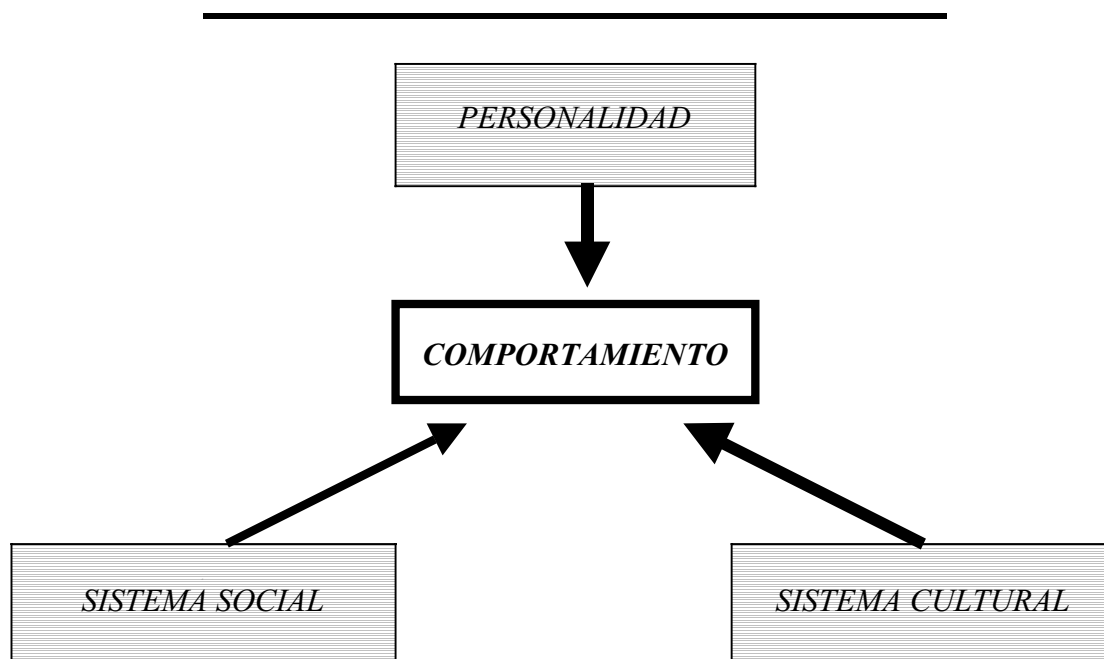 PERSONALIDAD
COMPORTAMIENTO
SISTEMA SOCIAL
SISTEMA CULTURAL